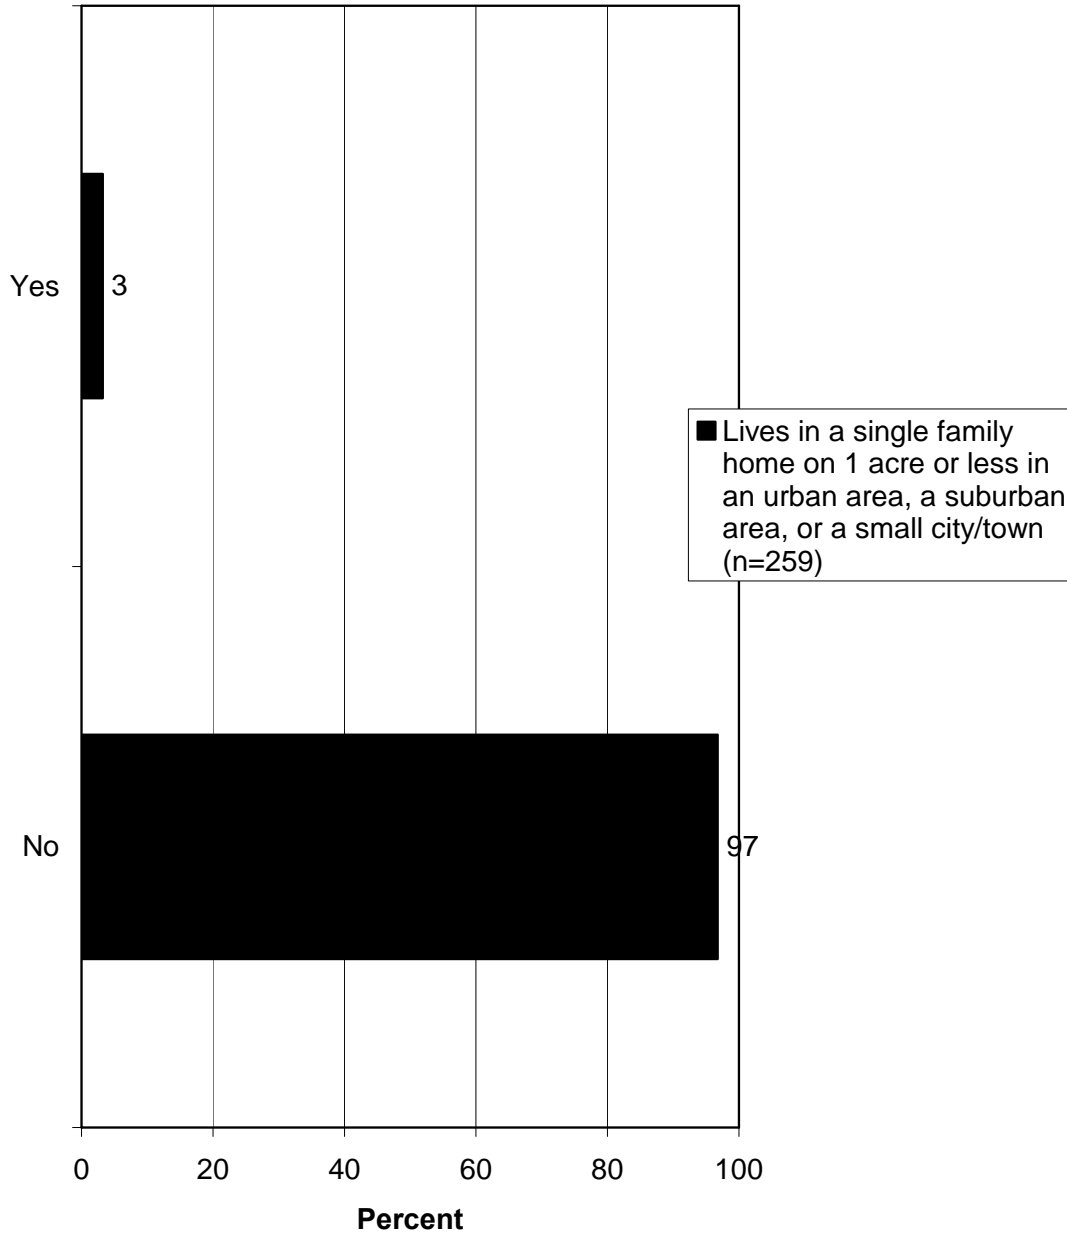 Yes
3
Lives in a single family
home on 1 acre or less in
an urban area, a suburban
area, or a small city/town
(n=259)
No
97
0 20 40 60 80 100
Percent